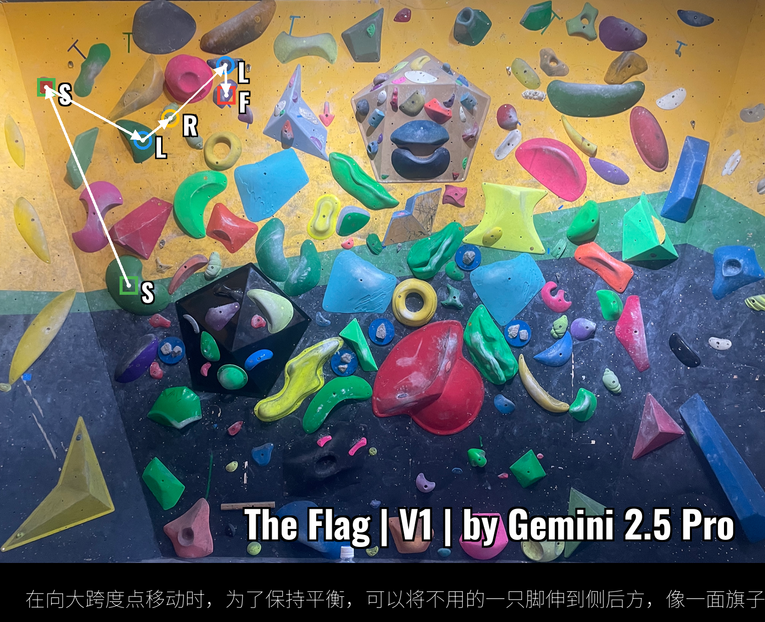 S
L
F
R
L
S
The Flag | V1 | by Gemini 2.5 Pro
在向大跨度点移动时，为了保持平衡，可以将不用的一只脚伸到侧后方，像一面旗子